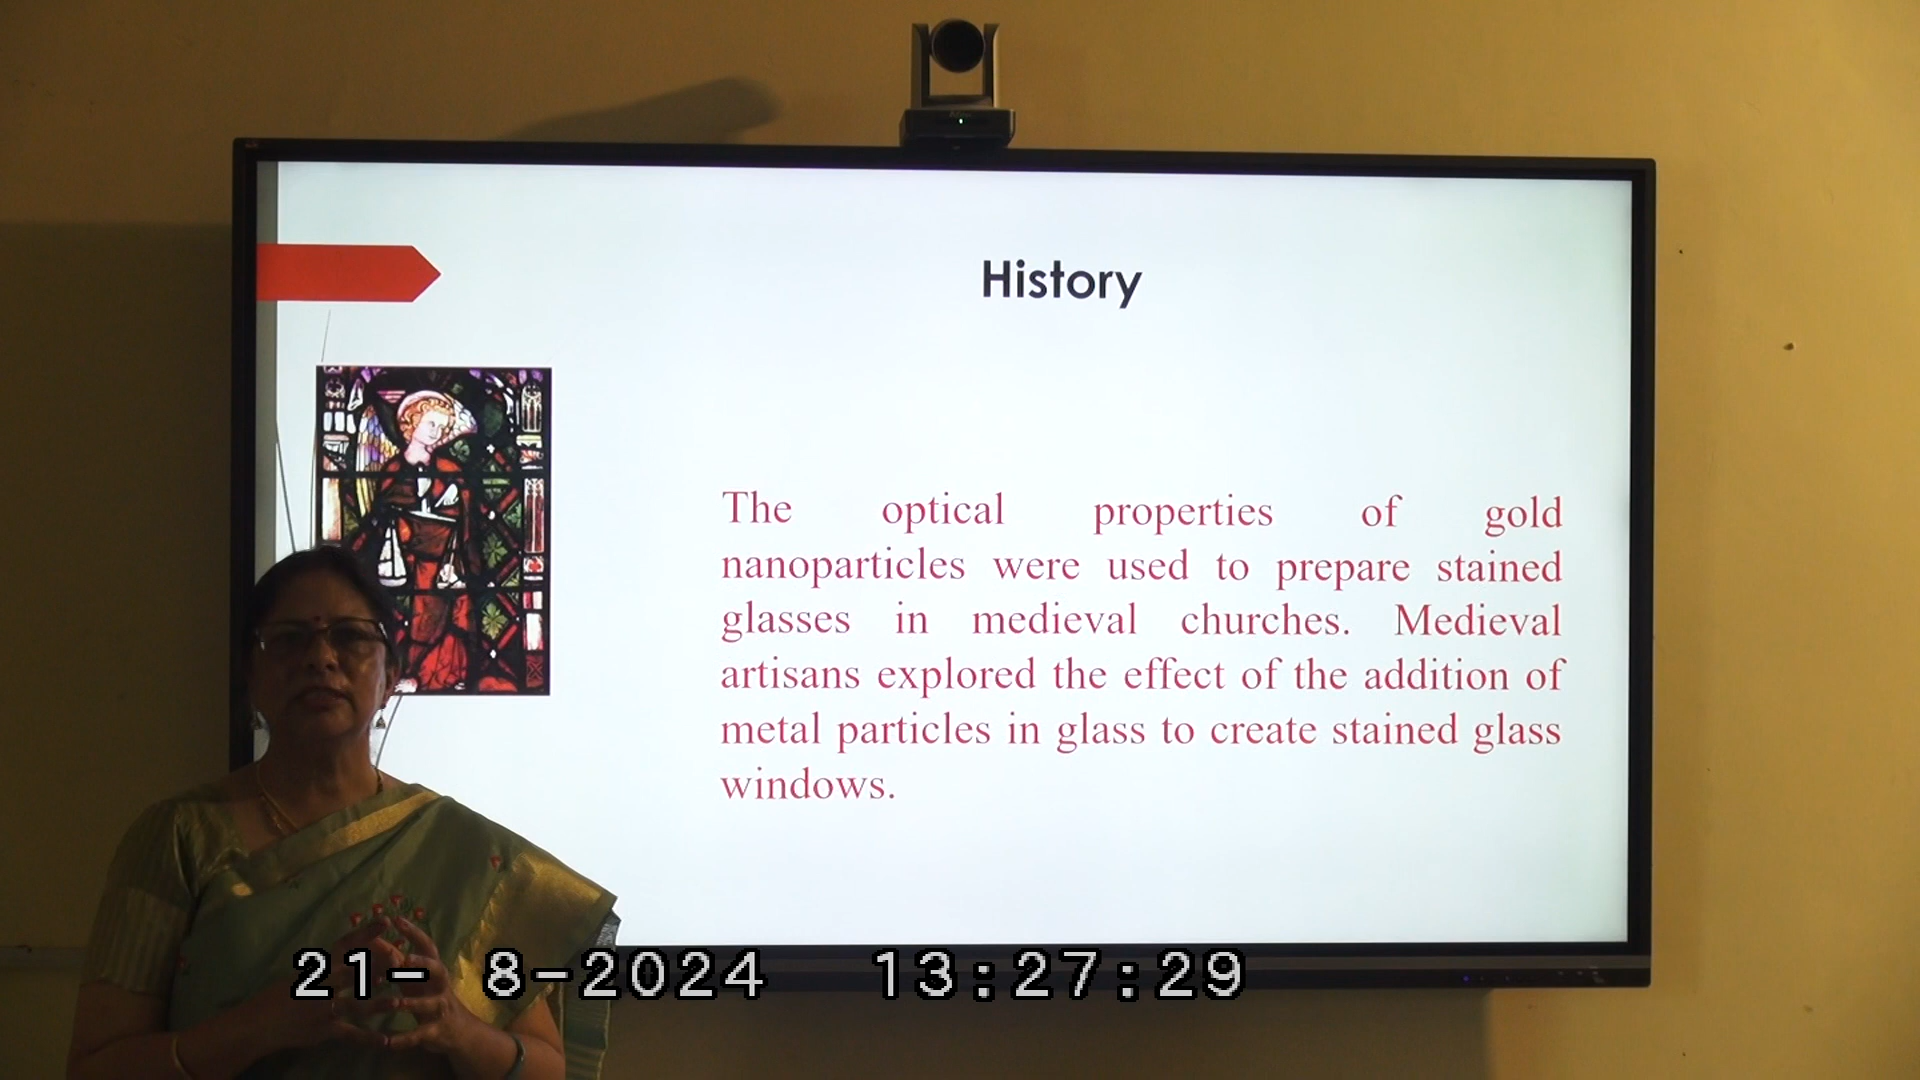 History
The optical properties of gold
nanoparticles were used to prepare stained
glasses in medieval churches. Medieval
artisans explored the effect of the addition of
metal particles in glass to create stained glass
windows.
21- 8-2024 13:27:29